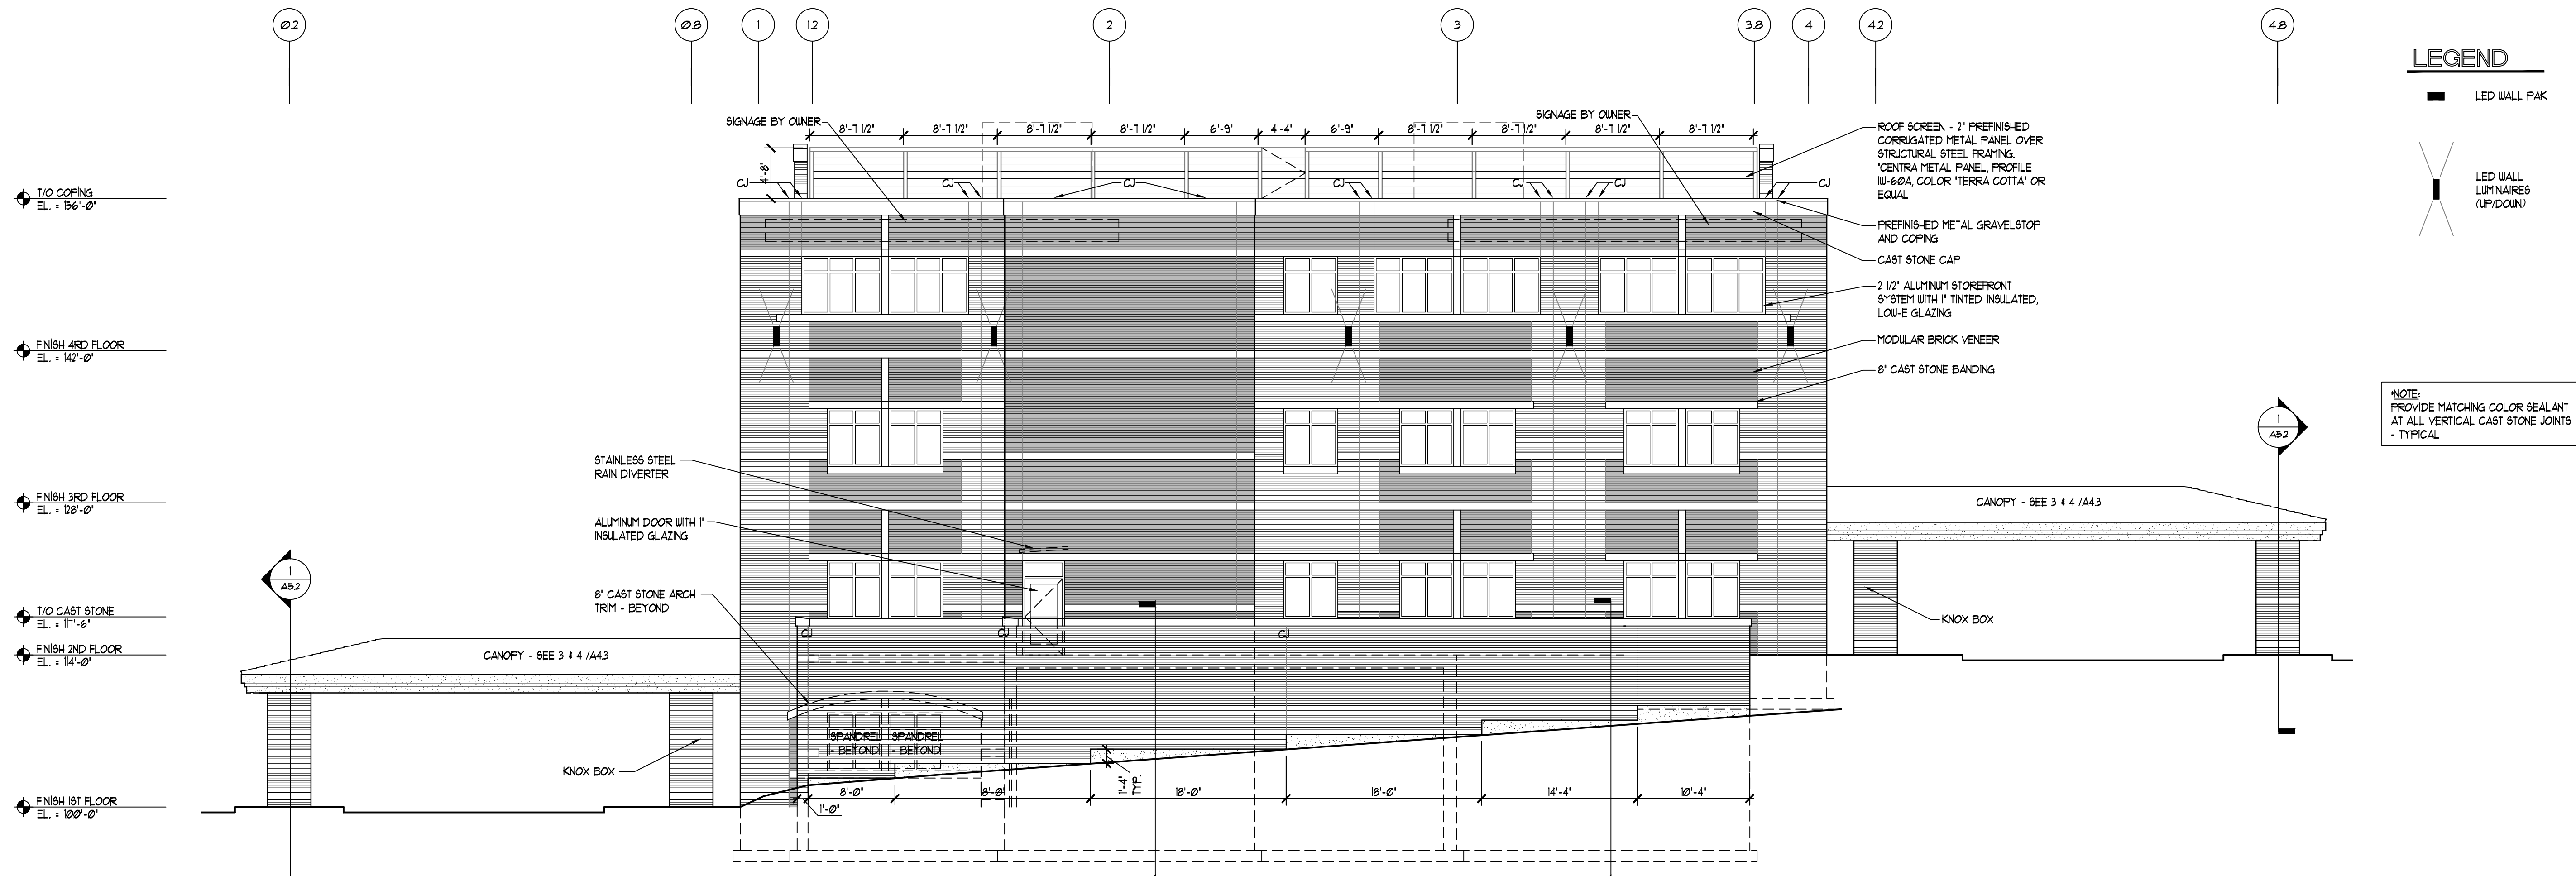 0.2
0.8
1
1.2
2
3
3.8
4
4.2
4.8
LEGEND
LED WALL PAK
LED WALL
LUMINAIRES
(UP/DOWN)
"NOTE:
PROVIDE MATCHING COLOR SEALANT
AT ALL VERTICAL CAST STONE JOINTS
- TYPICAL
SIGNAGE BY OWNER
SIGNAGE BY OWNER
8'-7 1/2"
8'-7 1/2"
8'-7 1/2"
8'-7 1/2"
6'-9"
4'-4"
6'-9"
8'-7 1/2"
8'-7 1/2"
8'-7 1/2"
8'-7 1/2"
4'-8"
CJ
CJ
CJ
CJ
CJ
CJ
CJ
ROOF SCREEN - 2" PREFINISHED
CORRUGATED METAL PANEL OVER
STRUCTURAL STEEL FRAMING.
"CENTRA METAL PANEL, PROFILE
IW-60A, COLOR "TERRA COTTA" OR
EQUAL
PREFINISHED METAL GRAVELSTOP
AND COPING
CAST STONE CAP
2 1/2" ALUMINUM STOREFRONT
SYSTEM WITH 1" TINTED INSULATED,
LOW-E GLAZING
MODULAR BRICK VENEER
8" CAST STONE BANDING
T/O COPING
EL. = 156'-0"
FINISH 4RD FLOOR
EL. = 142'-0"
FINISH 3RD FLOOR
EL. = 128'-0"
T/O CAST STONE
EL. = 117'-6"
FINISH 2ND FLOOR
EL. = 114'-0"
FINISH 1ST FLOOR
EL. = 100'-0"
STAINLESS STEEL
RAIN DIVERTER
ALUMINUM DOOR WITH 1"
INSULATED GLAZING
8" CAST STONE ARCH
TRIM - BEYOND
1
A5.2
1
A5.2
CANOPY - SEE 3 & 4 /A4.3
CANOPY - SEE 3 & 4 /A4.3
KNOX BOX
KNOX BOX
CJ
CJ
CJ
SPANDREL
- BEYOND
SPANDREL
- BEYOND
1'-4"
TYP.
8'-0"
18'-0"
18'-0"
14'-4"
10'-4"
1'-0"